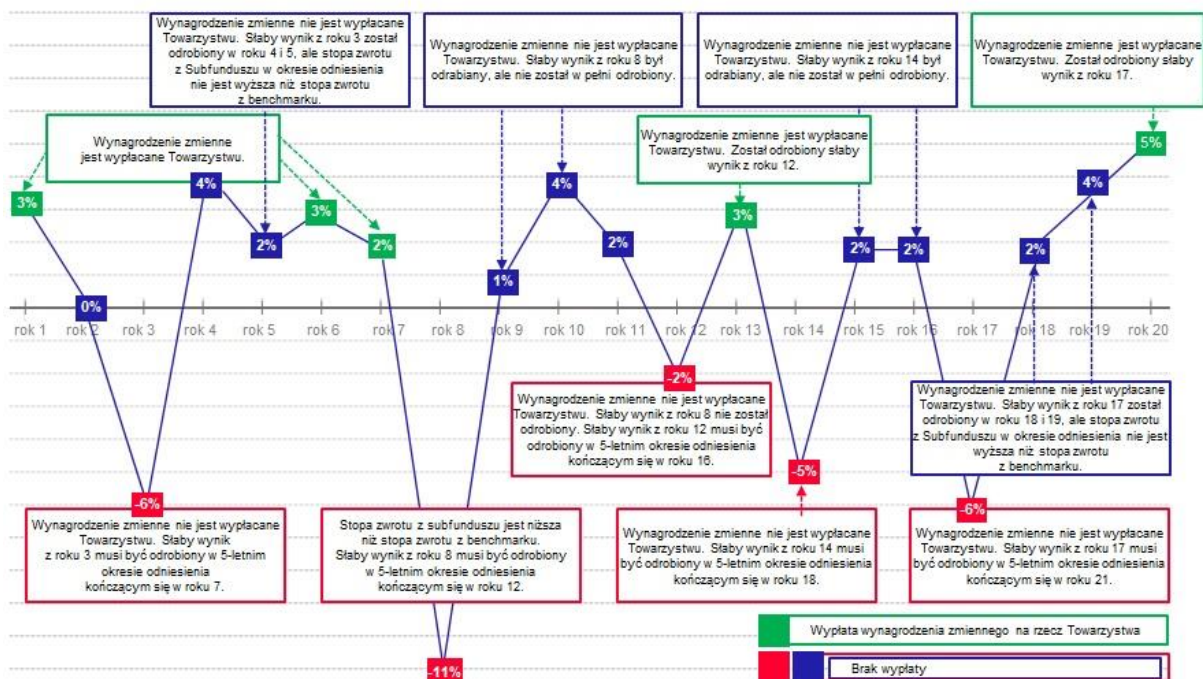 Wynagrodzenie zmienne nie jest wypłacane
Towarzystwu. Słaby wynik z roku 3 został
odrobiony w roku 4 i 5, ale stopa zwrotu
z Subfunduszu w okresie odniesienia
nie jest wyższa niż stopa zwrotu
z benchmarku.
Wynagrodzenie zmienne nie jest wypłacane
Towarzystwu. Słaby wynik z roku 8 był
odrabiany, ale nie został w pełni odrobiony.
Wynagrodzenie zmienne nie jest wypłacane
Towarzystwu. Słaby wynik z roku 14 był
odrabiany, ale nie został w pełni odrobiony.
Wynagrodzenie zmienne jest wypłacane
Towarzystwu. Został odrobiony słaby
wynik z roku 17.
Wynagrodzenie zmienne
jest wypłacane Towarzystwu.
Wynagrodzenie zmienne jest wypłacane
Towarzystwu. Został odrobiony słaby
wynik z roku 12.
3%
0%
-6%
4%
2%
3%
2%
-11%
1%
4%
2%
-2%
3%
-5%
2%
2%
-6%
2%
4%
5%
rok 1
rok 2
rok 3
rok 4
rok 5
rok 6
rok 7
rok 8
rok 9
rok 10
rok 11
rok 12
rok 13
rok 14
rok 15
rok 16
rok 17
rok 18
rok 19
rok 20
Wynagrodzenie zmienne nie jest wypłacane
Towarzystwu. Słaby wynik z roku 8 nie został
odrobiony. Słaby wynik z roku 12 musi być
odrobiony w 5-letnim okresie odniesienia
kończącym się w roku 16.
Wynagrodzenie zmienne nie jest wypłacane
Towarzystwu. Słaby wynik z roku 17 został
odrobiony w roku 18 i 19, ale stopa zwrotu
z Subfunduszu w okresie odniesienia nie jest
wyższa niż stopa zwrotu
z benchmarku.
Wynagrodzenie zmienne nie jest wypłacane
Towarzystwu. Słaby wynik
z roku 3 musi być odrobiony w 5-letnim
okresie odniesienia
kończącym się w roku 7.
Stopa zwrotu z subfunduszu jest niższa
niż stopa zwrotu z benchmarku.
Słaby wynik z roku 8 musi być odrobiony
w 5-letnim okresie odniesienia
kończącym się w roku 12.
Wynagrodzenie zmienne nie jest wypłacane
Towarzystwu. Słaby wynik z roku 14 musi
być odrobiony w 5-letnim okresie odniesienia
kończącym się w roku 18.
Wynagrodzenie zmienne nie jest wypłacane
Towarzystwu. Słaby wynik z roku 17 musi
być odrobiony w 5-letnim okresie odniesienia
kończącym się w roku 21.
Wypłata wynagrodzenia zmiennego na rzecz Towarzystwa
Brak wypłaty